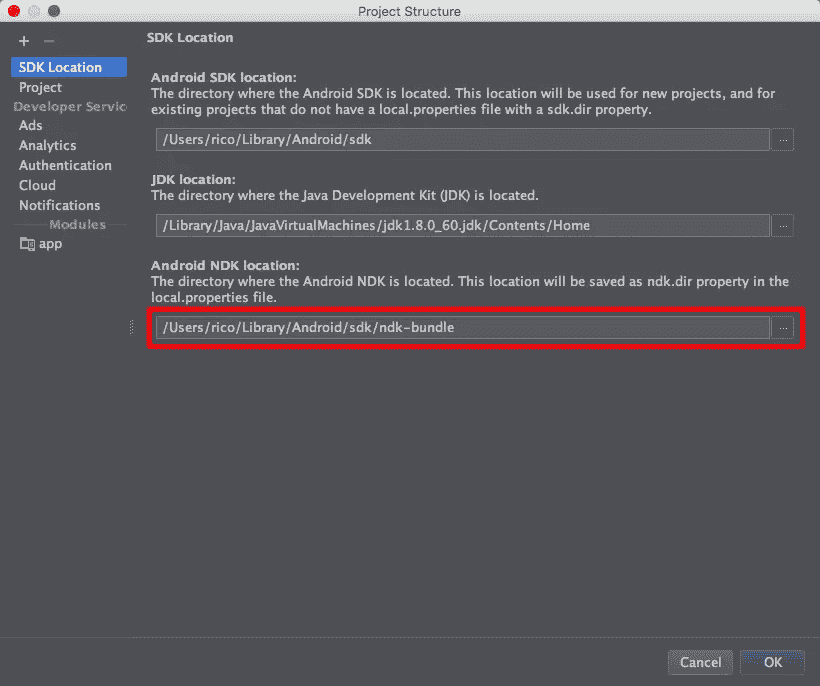 Project Structure
+ −
SDK Location
Project
Developer Servic
Ads
Analytics
Authentication
Cloud
Notifications
Modules
app
SDK Location
Android SDK location:
The directory where the Android SDK is located. This location will be used for new projects, and for
existing projects that do not have a local.properties file with a sdk.dir property.
/Users/rico/Library/Android/sdk
...
JDK location:
The directory where the Java Development Kit (JDK) is located.
/Library/Java/JavaVirtualMachines/jdk1.8.0_60.jdk/Contents/Home
...
Android NDK location:
The directory where the Android NDK is located. This location will be saved as ndk.dir property in the
local.properties file.
/Users/rico/Library/Android/sdk/ndk-bundle
...
Cancel
OK